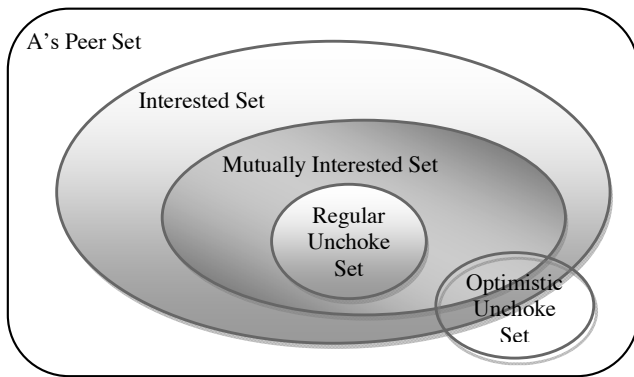 A's Peer Set
Interested Set
Mutually Interested Set
Regular
Unchoke
Set
Optimistic
Unchoke
Set